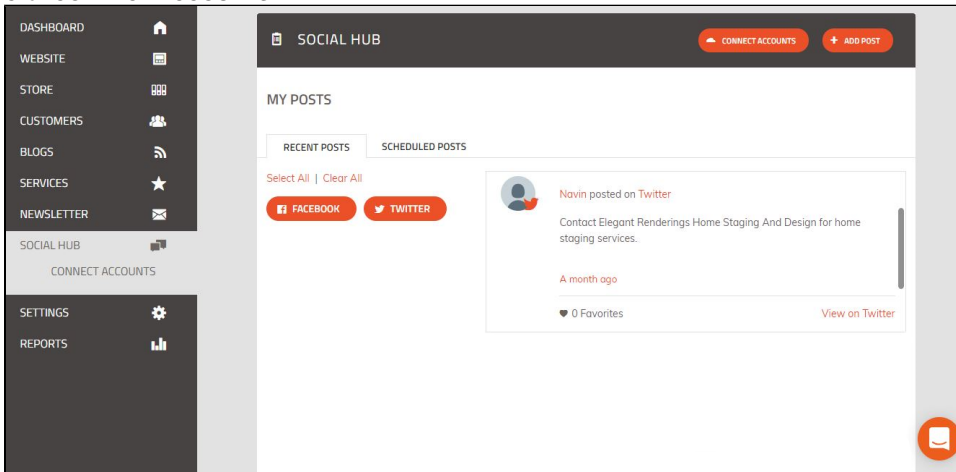 DASHBOARD
WEBSITE
STORE
CUSTOMERS
BLOGS
SERVICES
NEWSLETTER
SOCIAL HUB
CONNECT ACCOUNTS
SETTINGS
REPORTS
SOCIAL HUB
CONNECT ACCOUNTS
+ ADD POST
MY POSTS
RECENT POSTS
SCHEDULED POSTS
Select All | Clear All
FACEBOOK
TWITTER
Navin posted on Twitter
Contact Elegant Renderings Home Staging And Design for home
staging services.
A month ago
0 Favorites
View on Twitter